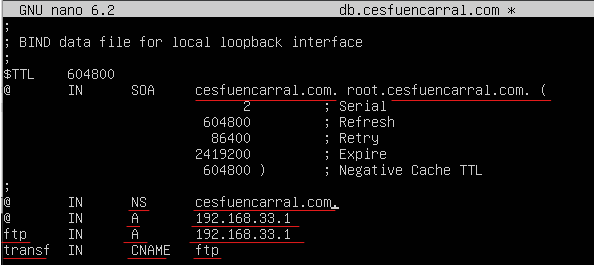 GNU nano 6.2 db.cesfuencarral.com *
;
; BIND data file for local loopback interface
;
$TTL 604800
@ IN SOA cesfuencarral.com. root.cesfuencarral.com. (
2 ; Serial
604800 ; Refresh
86400 ; Retry
2419200 ; Expire
604800 ) ; Negative Cache TTL
;
@ IN NS cesfuencarral.com.
@ IN A 192.168.33.1
ftp IN A 192.168.33.1
transf IN CNAME ftp